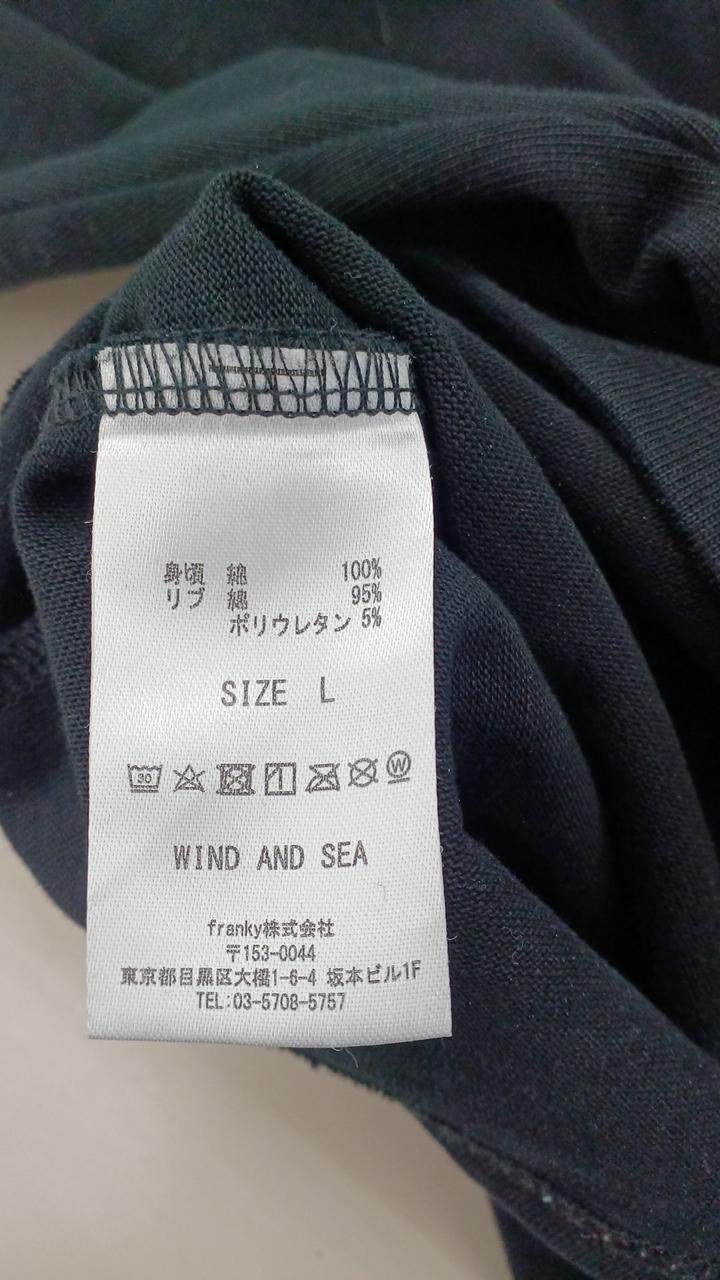 身頃 綿 100%
リブ 綿 95%
ポリウレタン 5%
SIZE L
30
W
WIND AND SEA
franky株式会社
〒153-0044
東京都目黒区大橋1-6-4 坂本ビル1F
TEL:03-5708-5757